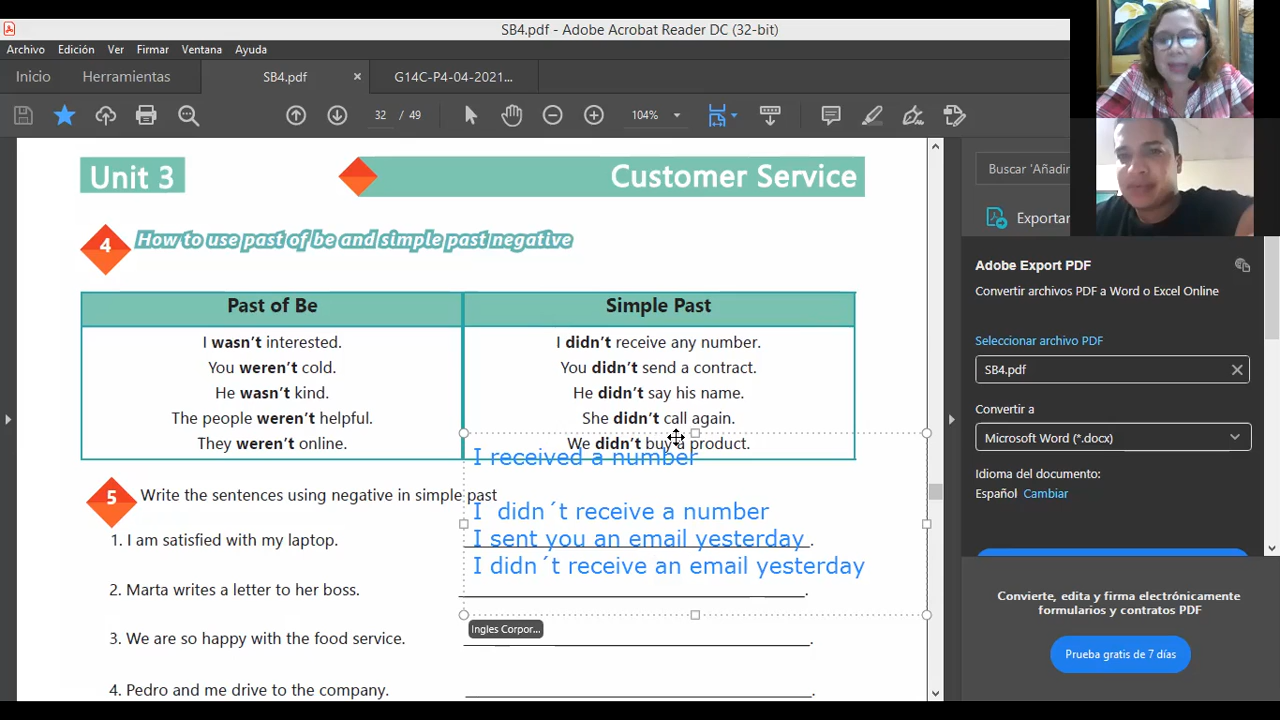 SB4.pdf - Adobe Acrobat Reader DC (32-bit)
Archivo Edición Ver Firmar Ventana Ayuda
Inicio Herramientas SB4.pdf × G14C-P4-04-2021...
32 / 49 104%
Unit 3 Customer Service
4 How to use past of be and simple past negative
Past of Be Simple Past
I wasn't interested. I didn't receive any number.
You weren't cold. You didn't send a contract.
He wasn't kind. He didn't say his name.
The people weren't helpful. She didn't call again.
They weren't online. We didn't buy a product.
I received a number
5 Write the sentences using negative in simple past
I didn´t receive a number
1. I am satisfied with my laptop. I sent you an email yesterday .
I didn´t receive an email yesterday
2. Marta writes a letter to her boss. .
Ingles Corpor...
3. We are so happy with the food service. .
4. Pedro and me drive to the company. .
Buscar 'Añadir
Exportar
Adobe Export PDF
Convertir archivos PDF a Word o Excel Online
Seleccionar archivo PDF
SB4.pdf
Convertir a
Microsoft Word (*.docx)
Idioma del documento:
Español Cambiar
Convierte, edita y firma electrónicamente
formularios y contratos PDF
Prueba gratis de 7 días